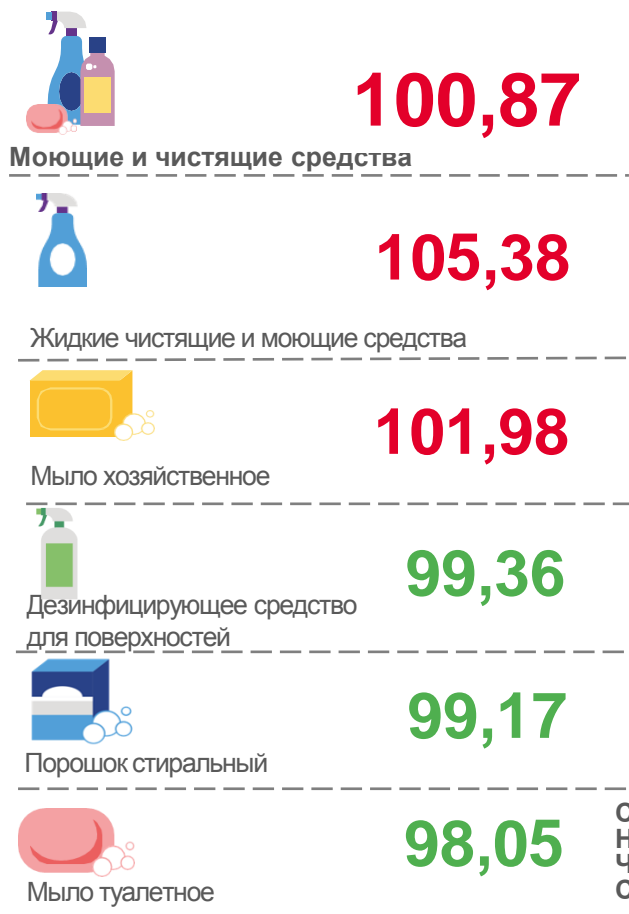 100,87
Моющие и чистящие средства
105,38
Жидкие чистящие и моющие средства
101,98
Мыло хозяйственное
99,36
Дезинфицирующее средство
для поверхностей
99,17
Порошок стиральный
98,05
Мыло туалетное